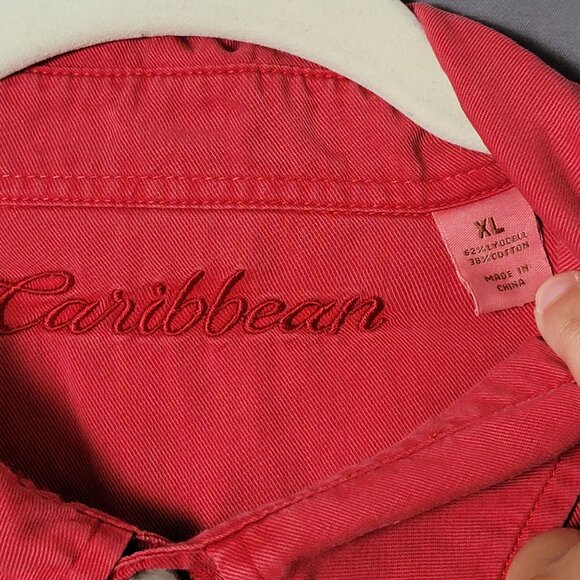 Caribbean
XL
62% LYOCELL
38% COTTON
MADE IN
CHINA